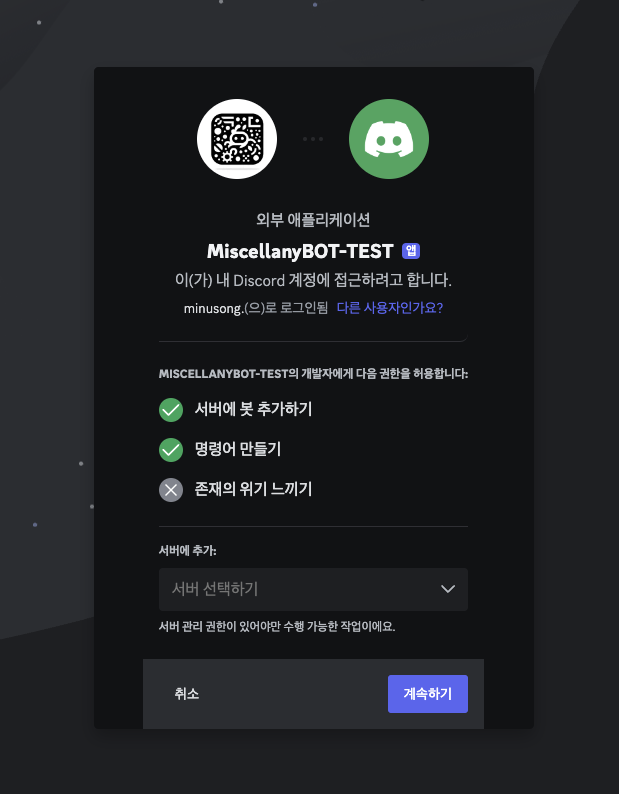 외부 애플리케이션
MiscellanyBOT-TEST 앱
이(가) 내 Discord 계정에 접근하려고 합니다.
minusong.(으)로 로그인됨 다른 사용자인가요?
MISCELLANYBOT-TEST의 개발자에게 다음 권한을 허용합니다:
서버에 봇 추가하기
명령어 만들기
존재의 위기 느끼기
서버에 추가:
서버 선택하기
서버 관리 권한이 있어야만 수행 가능한 작업이에요.
취소 계속하기